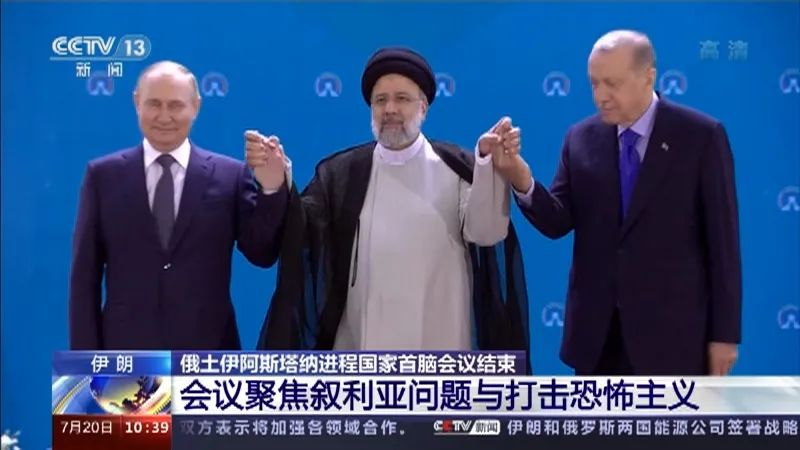 CCTV 13
新闻
高清
伊朗
俄土伊阿斯塔纳进程国家首脑会议结束
会议聚焦叙利亚问题与打击恐怖主义
7月20日 10:39 双方表示将加强各领域合作。 CCTV 新闻 伊朗和俄罗斯两国能源公司签署战略